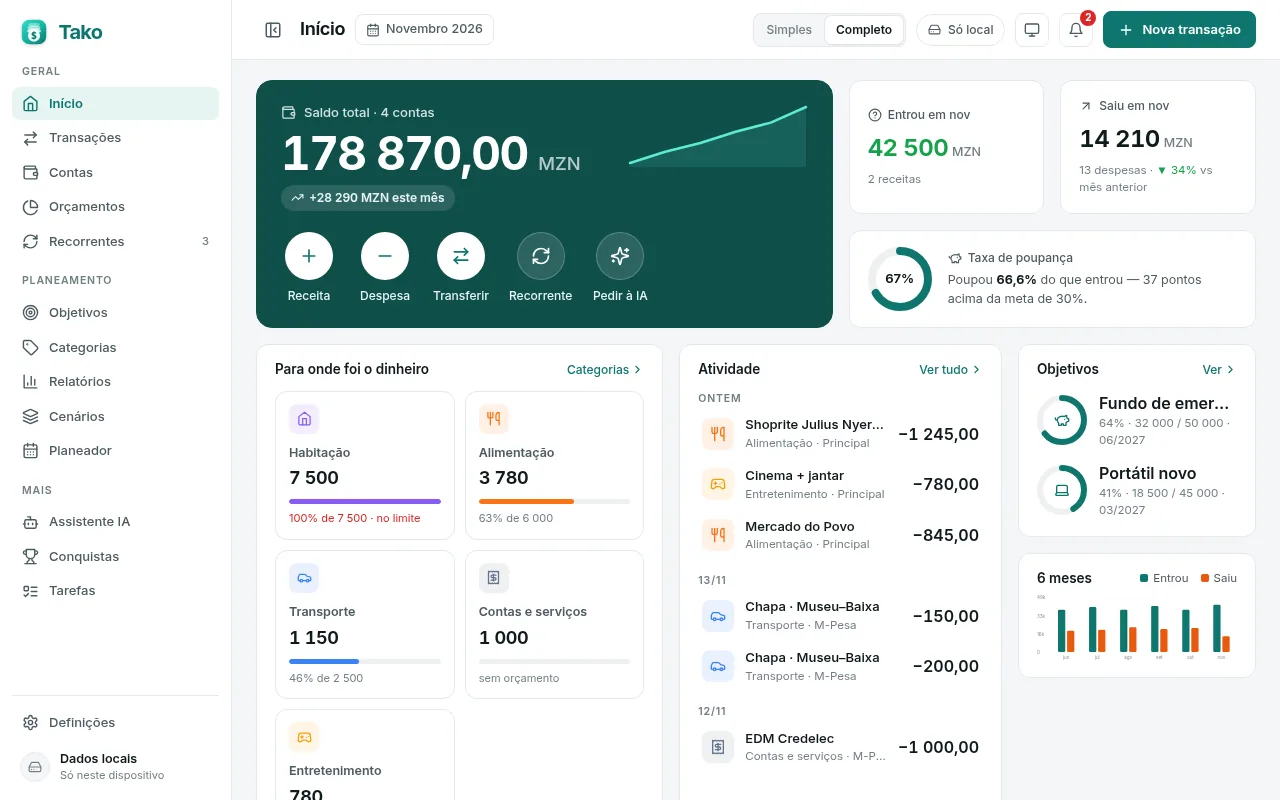 Tako
GERAL
Início
Transações
Contas
Orçamentos
Recorrentes 3
PLANEAMENTO
Objetivos
Categorias
Relatórios
Cenários
Planeador
MAIS
Assistente IA
Conquistas
Tarefas
Definições
Dados locais
Só neste dispositivo
Início
Novembro 2026
Simples
Completo
Só local
2
Nova transação
Saldo total · 4 contas
178 870,00 MZN
+28 290 MZN este mês
Receita
Despesa
Transferir
Recorrente
Pedir à IA
Entrou em nov
42 500 MZN
2 receitas
Saiu em nov
14 210 MZN
13 despesas · ▼ 34% vs
mês anterior
67%
Taxa de poupança
Poupou 66,6% do que entrou — 37 pontos
acima da meta de 30%.
Para onde foi o dinheiro
Categorias
Habitação
7 500
100% de 7 500 · no limite
Alimentação
3 780
63% de 6 000
Transporte
1 150
46% de 2 500
Contas e serviços
1 000
sem orçamento
Entretenimento
780
Atividade
Ver tudo
ONTEM
Shoprite Julius Nyer...
Alimentação · Principal
−1 245,00
Cinema + jantar
Entretenimento · Principal
−780,00
Mercado do Povo
Alimentação · Principal
−845,00
13/11
Chapa · Museu–Baixa
Transporte · M-Pesa
−150,00
Chapa · Museu–Baixa
Transporte · M-Pesa
−200,00
12/11
EDM Credelec
Contas e serviços · M-P...
−1 000,00
Objetivos
Ver
Fundo de emer...
64% · 32 000 / 50 000 ·
06/2027
Portátil novo
41% · 18 500 / 45 000 ·
03/2027
6 meses
Entrou
Saiu
33k
16k
0
jun
jul
ago
set
out
nov